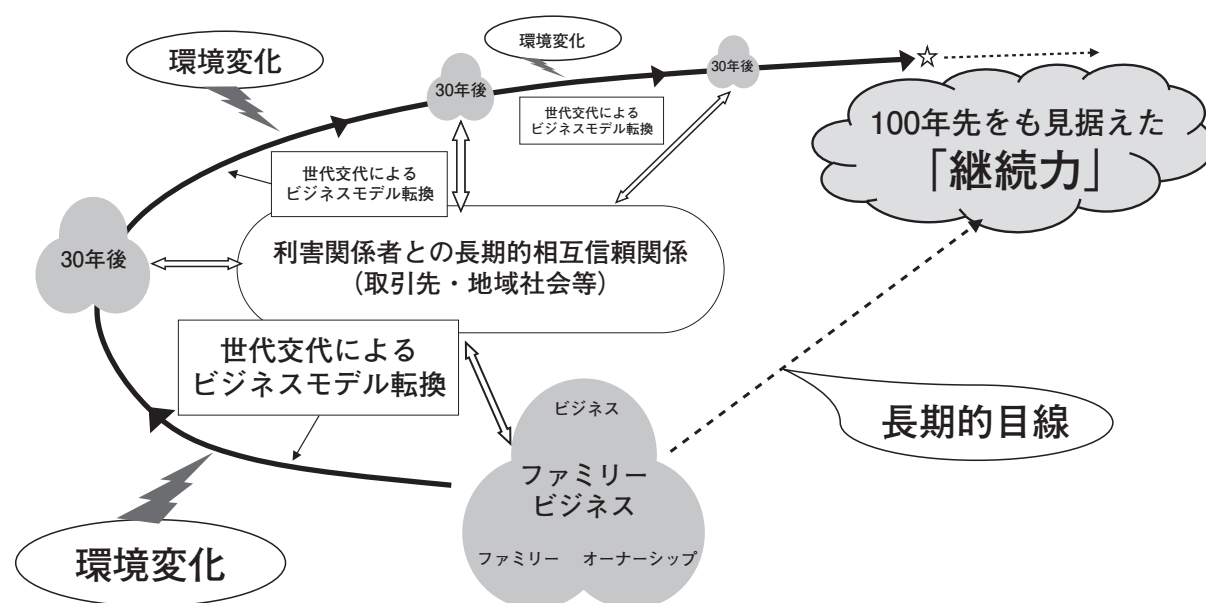 環境変化
環境変化
30年後
30年後
世代交代による
ビジネスモデル転換
100年先をも見据えた
「継続力」
世代交代による
ビジネスモデル転換
30年後
利害関係者との長期的相互信頼関係
（取引先・地域社会等）
世代交代による
ビジネスモデル転換
ビジネス
長期的目線
ファミリー
ビジネス
ファミリー
オーナーシップ
環境変化